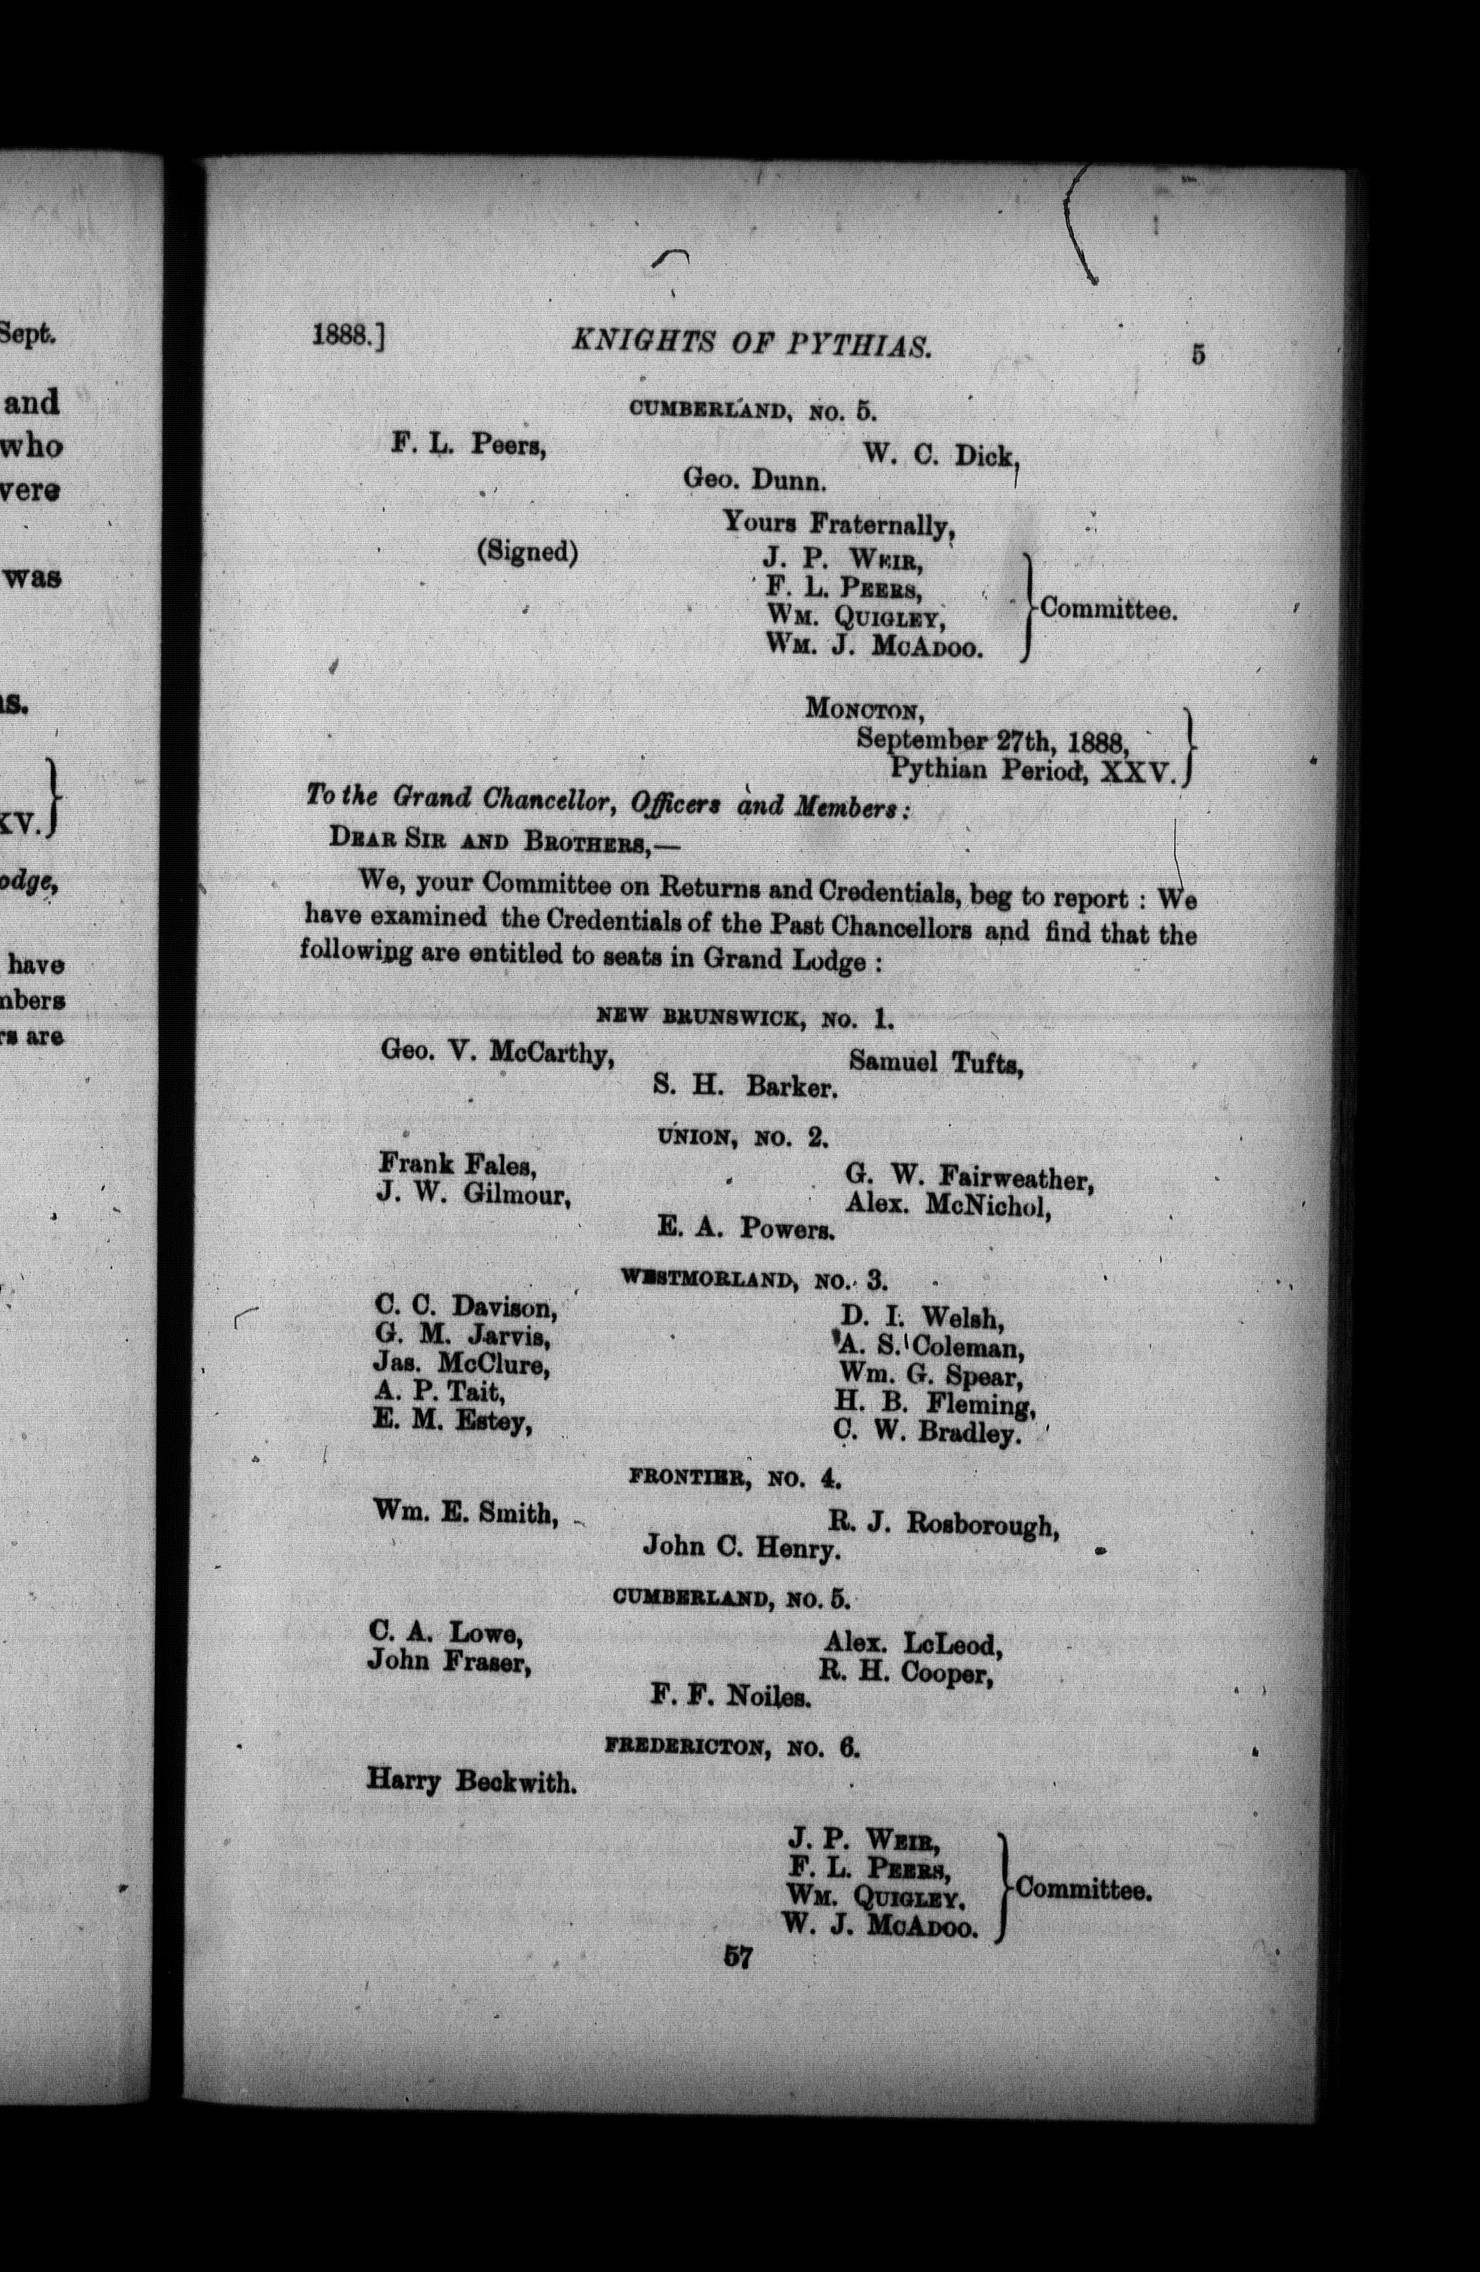 Sept.
and
who
were
was
have
1888.] KNIGHTS OF PYTHIAS. 5
CUMBERLAND, NO. 5.
F. L. Peers, W. C. Dick,
Geo. Dunn.
Yours Fraternally,
(Signed) J. P. WEIR,
F. L. PEERS,
WM. QUIGLEY, Committee.
WM. J. MCADOO.
MONCTON,
September 27th, 1888,
Pythian Period, XXV.
To the Grand Chancellor, Officers and Members:
DEAR SIR AND BROTHERS,—
We, your Committee on Returns and Credentials, beg to report : We
have examined the Credentials of the Past Chancellors and find that the
following are entitled to seats in Grand Lodge :
NEW BRUNSWICK, NO. 1.
Geo. V. McCarthy, Samuel Tufts,
S. H. Barker.
UNION, NO. 2.
Frank Fales, G. W. Fairweather,
J. W. Gilmour, Alex. McNichol,
E. A. Powers.
WESTMORLAND, NO. 3.
C. C. Davison, D. I. Welsh,
G. M. Jarvis, A. S. Coleman,
Jas. McClure, Wm. G. Spear,
A. P. Tait, H. B. Fleming,
E. M. Estey, C. W. Bradley.
FRONTIER, NO. 4.
Wm. E. Smith, R. J. Rosborough,
John C. Henry.
CUMBERLAND, NO. 5.
C. A. Lowe, Alex. LcLeod,
John Fraser, R. H. Cooper,
F. F. Noiles.
FREDERICTON, NO. 6.
Harry Beckwith.
J. P. WEIR,
F. L. PEERS,
WM. QUIGLEY, Committee.
W. J. MCADOO.
57